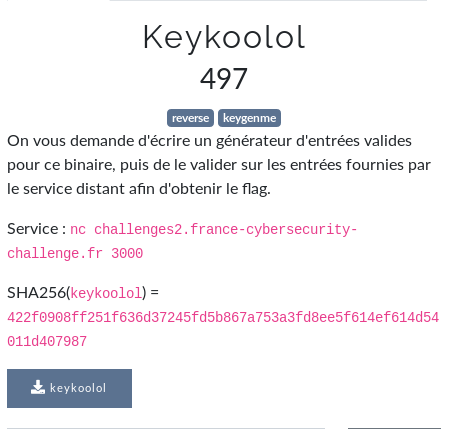 Keykoolol
497
reverse keygenme
On vous demande d'écrire un générateur d'entrées valides
pour ce binaire, puis de le valider sur les entrées fournies par
le service distant afin d'obtenir le flag.
Service : nc challenges2.france-cybersecurity-
challenge.fr 3000
SHA256(keykoolol) =
422f0908ff251f636d37245fd5b867a753a3fd8ee5f614ef614d54
011d407987
keykoolol